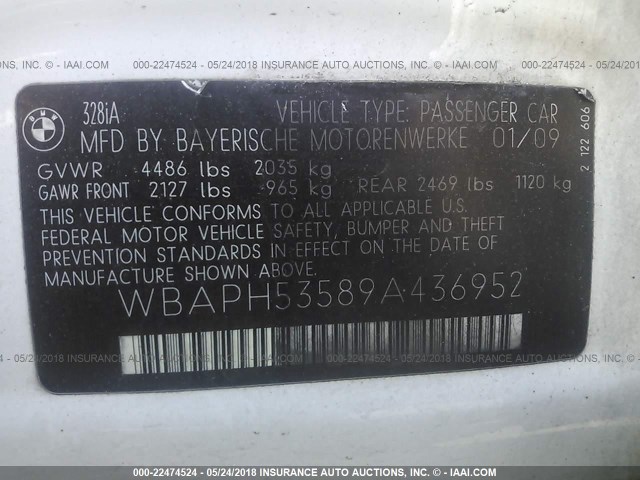 000-22474524 - 05/24/2018 INSURANCE AUTO AUCTIONS, INC. - © IAAI.COM
BMW
328iA VEHICLE TYPE: PASSENGER CAR
MFD BY BAYERISCHE MOTORENWERKE 01/09
GVWR 4486 lbs 2035 kg
GAWR FRONT 2127 lbs 965 kg REAR 2469 lbs 1120 kg
THIS VEHICLE CONFORMS TO ALL APPLICABLE U.S.
FEDERAL MOTOR VEHICLE SAFETY, BUMPER AND THEFT
PREVENTION STANDARDS IN EFFECT ON THE DATE OF
MANUFACTURE SHOWN ABOVE.
WBAPH53589A436952
2 122 606
000-22474524 - 05/24/2018 INSURANCE AUTO AUCTIONS, INC. - © IAAI.COM